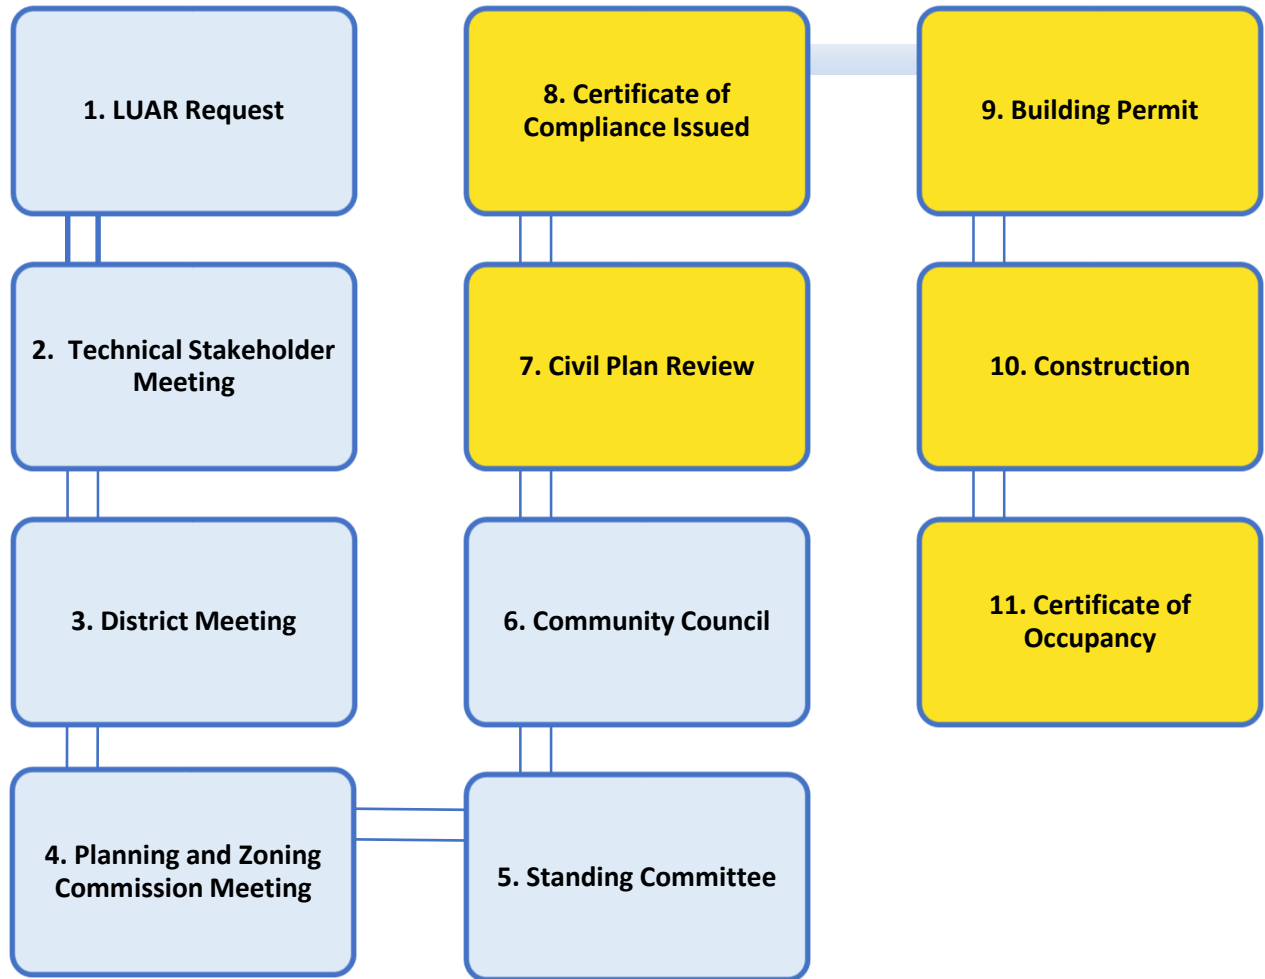 1. LUAR Request
2. Technical Stakeholder
Meeting
3. District Meeting
4. Planning and Zoning
Commission Meeting
5. Standing Committee
6. Community Council
7. Civil Plan Review
8. Certificate of
Compliance Issued
9. Building Permit
10. Construction
11. Certificate of
Occupancy